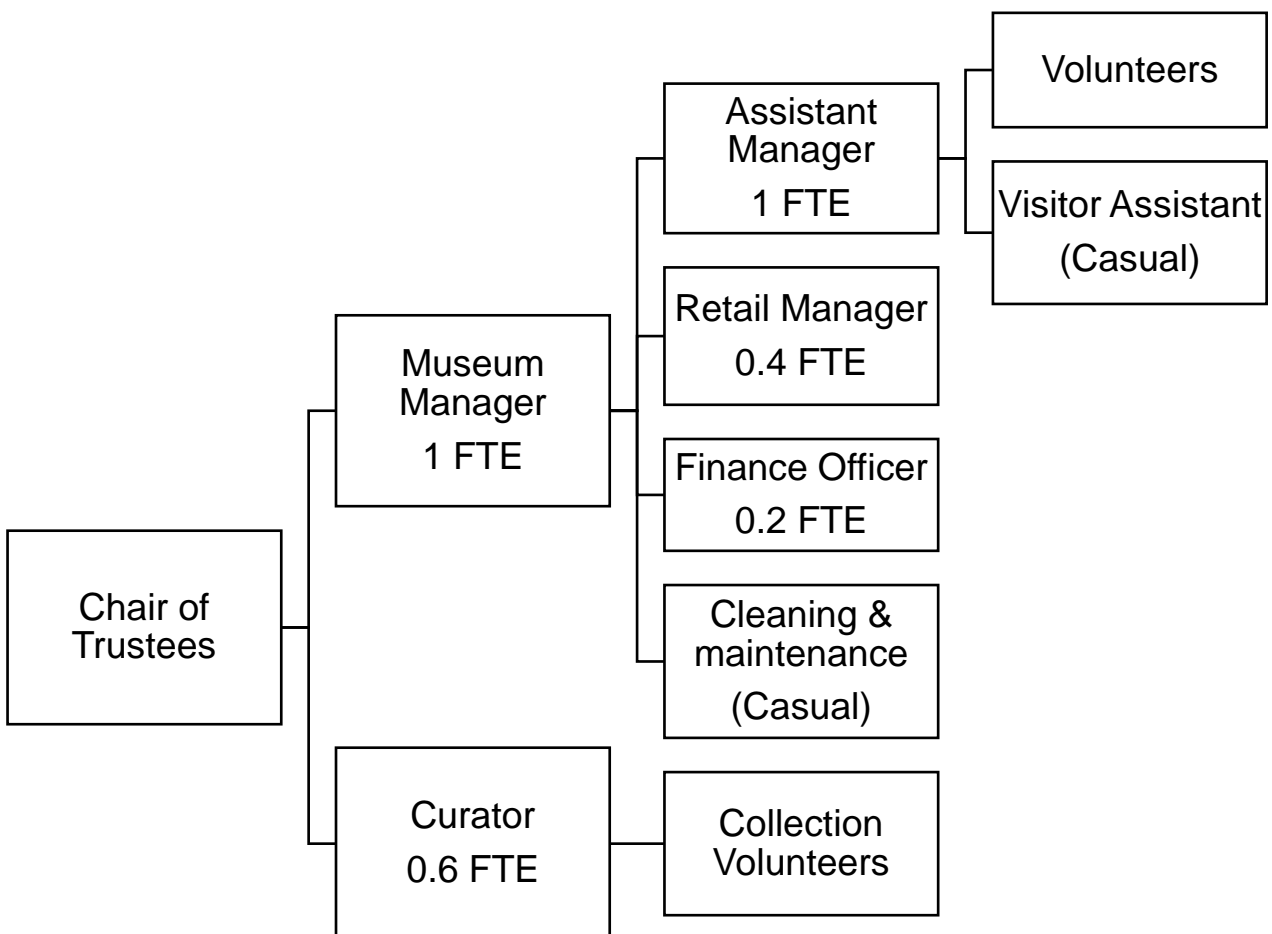 Chair of
Trustees
Museum
Manager
1 FTE
Assistant
Manager
1 FTE
Volunteers
Visitor Assistant
(Casual)
Retail Manager
0.4 FTE
Finance Officer
0.2 FTE
Cleaning &
maintenance
(Casual)
Curator
0.6 FTE
Collection
Volunteers